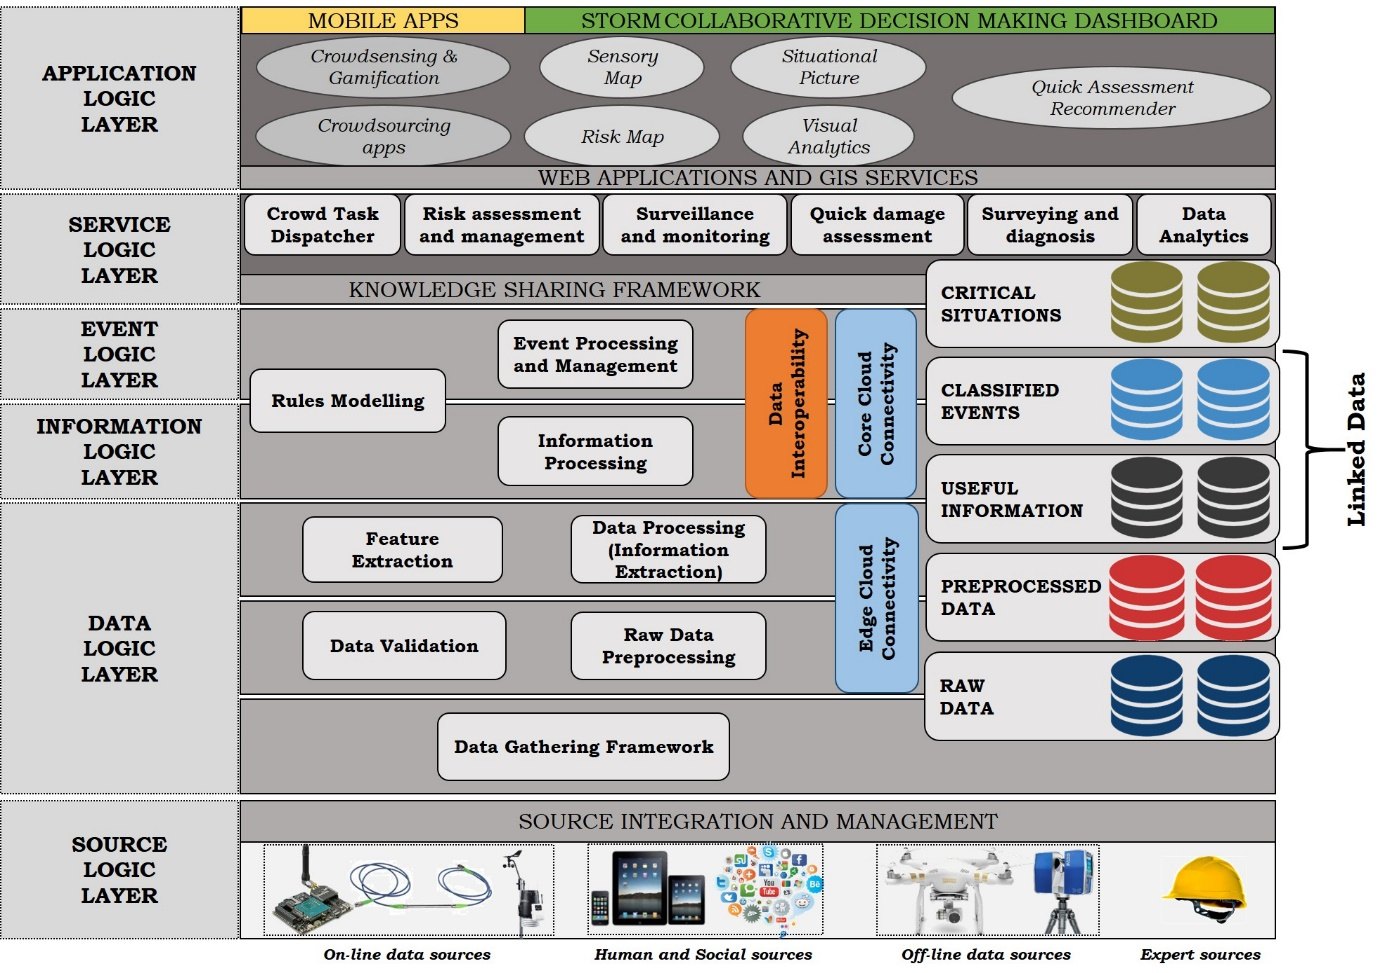 MOBILE APPS
STORM COLLABORATIVE DECISION MAKING DASHBOARD
APPLICATION
LOGIC
LAYER
Crowdsensing &
Gamification
Sensory
Map
Situational
Picture
Quick Assessment
Recommender
Crowdsourcing
apps
Risk Map
Visual
Analytics
WEB APPLICATIONS AND GIS SERVICES
SERVICE
LOGIC
LAYER
Crowd Task
Dispatcher
Risk assessment
and management
Surveillance
and monitoring
Quick damage
assessment
Surveying and
diagnosis
Data
Analytics
KNOWLEDGE SHARING FRAMEWORK
CRITICAL
SITUATIONS
EVENT
LOGIC
LAYER
Event Processing
and Management
Rules Modelling
Data
Interoperability
Core Cloud
Connectivity
CLASSIFIED
EVENTS
Linked Data
INFORMATION
LOGIC
LAYER
Information
Processing
USEFUL
INFORMATION
DATA
LOGIC
LAYER
Feature
Extraction
Data Processing
(Information
Extraction)
Edge Cloud
Connectivity
PREPROCESSED
DATA
Data Validation
Raw Data
Preprocessing
RAW
DATA
Data Gathering Framework
SOURCE
LOGIC
LAYER
SOURCE INTEGRATION AND MANAGEMENT
You
Tube
Bē
On-line data sources
Human and Social sources
Off-line data sources
Expert sources